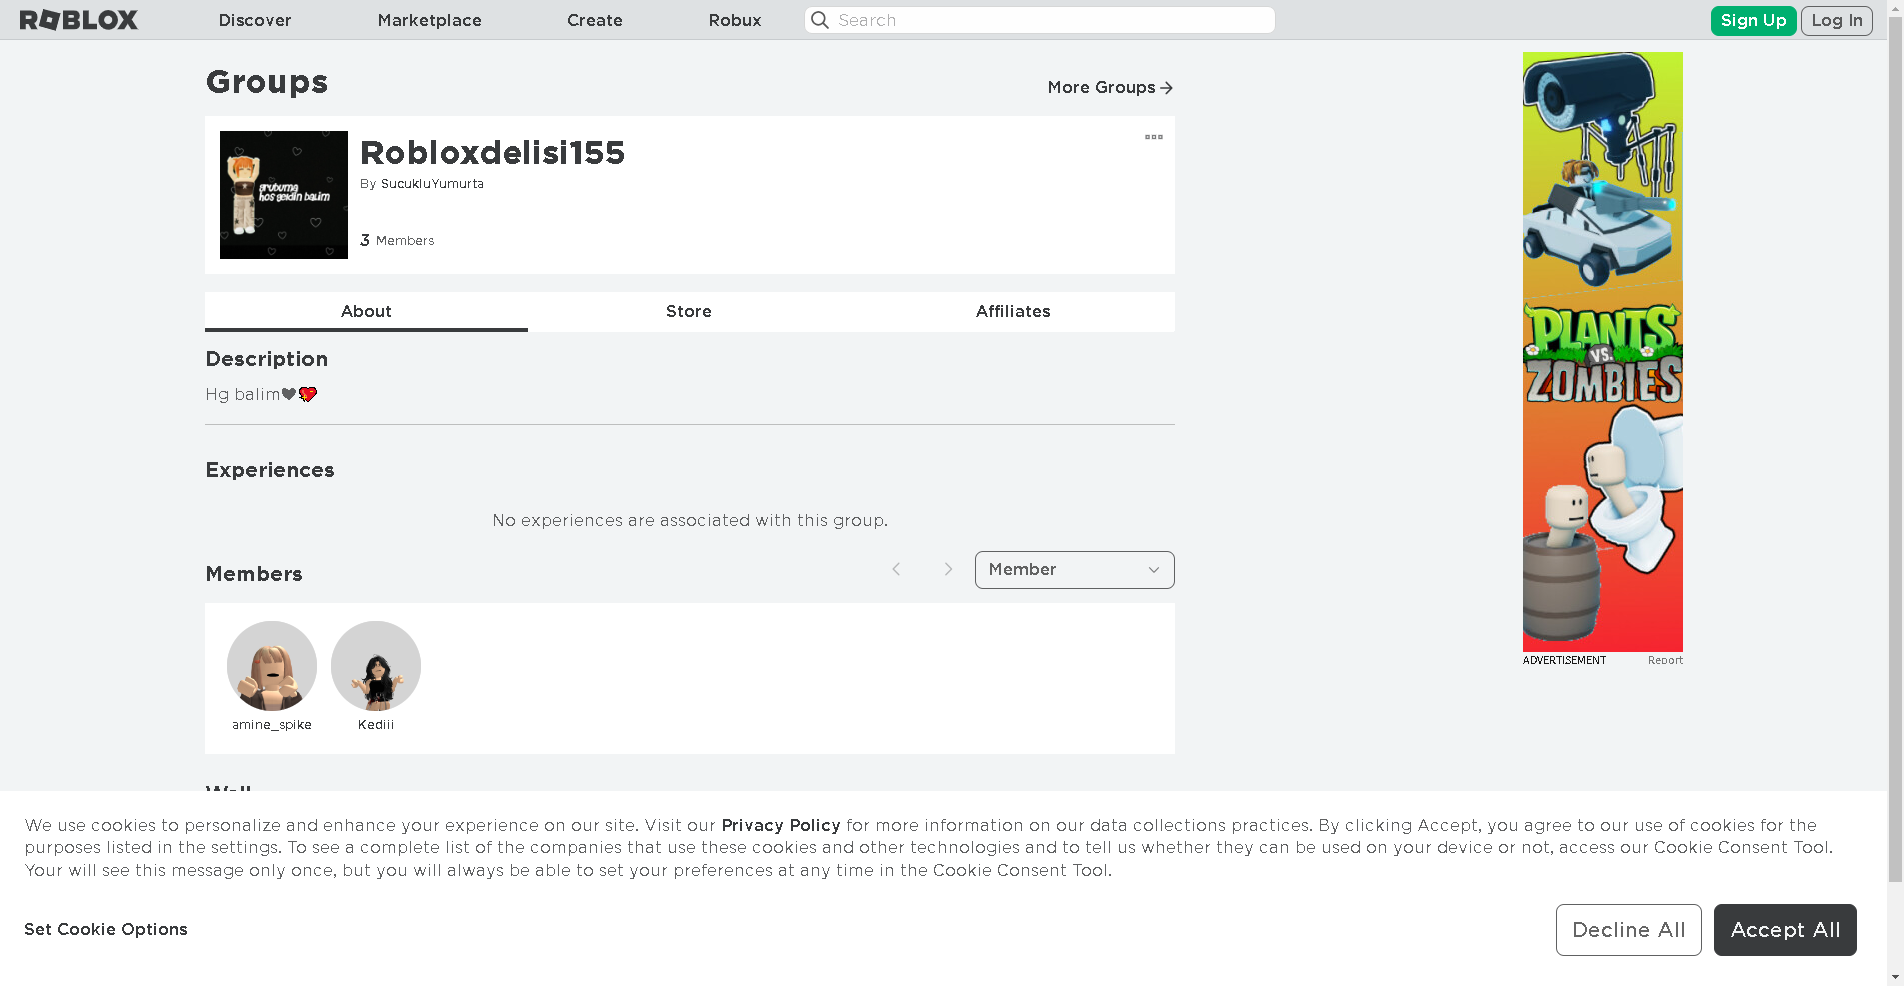 ROBLOX
Discover
Marketplace
Create
Robux
Search
Sign Up
Log In
Groups
More Groups
Robloxdelisi155
By SucukluYumurta
3 Members
grubuma
hos geldin balim
About
Store
Affiliates
Description
Hg balim🖤💖
Experiences
No experiences are associated with this group.
Members
Member
amine_spike
Kediii
Wall
PLANTS
VS.
ZOMBIES
ADVERTISEMENT
Report
We use cookies to personalize and enhance your experience on our site. Visit our Privacy Policy for more information on our data collections practices. By clicking Accept, you agree to our use of cookies for the
purposes listed in the settings. To see a complete list of the companies that use these cookies and other technologies and to tell us whether they can be used on your device or not, access our Cookie Consent Tool.
Your will see this message only once, but you will always be able to set your preferences at any time in the Cookie Consent Tool.
Set Cookie Options
Decline All
Accept All